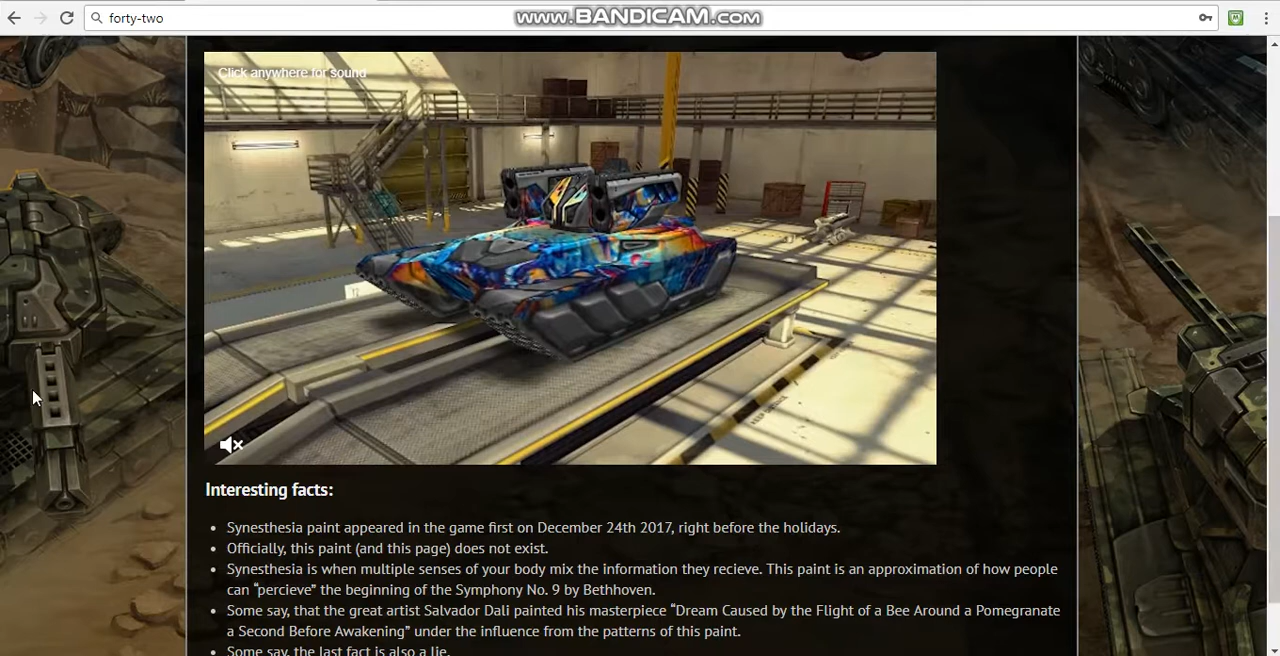 forty-two
www.BANDICAM.com
Click anywhere for sound
Interesting facts:
• Synesthesia paint appeared in the game first on December 24th 2017, right before the holidays.
• Officially, this paint (and this page) does not exist.
• Synesthesia is when multiple senses of your body mix the information they recieve. This paint is an approximation of how people
can “percieve” the beginning of the Symphony No. 9 by Bethhoven.
• Some say, that the great artist Salvador Dali painted his masterpiece “Dream Caused by the Flight of a Bee Around a Pomegranate
a Second Before Awakening” under the influence from the patterns of this paint.
• Some say, the last fact is also a lie.